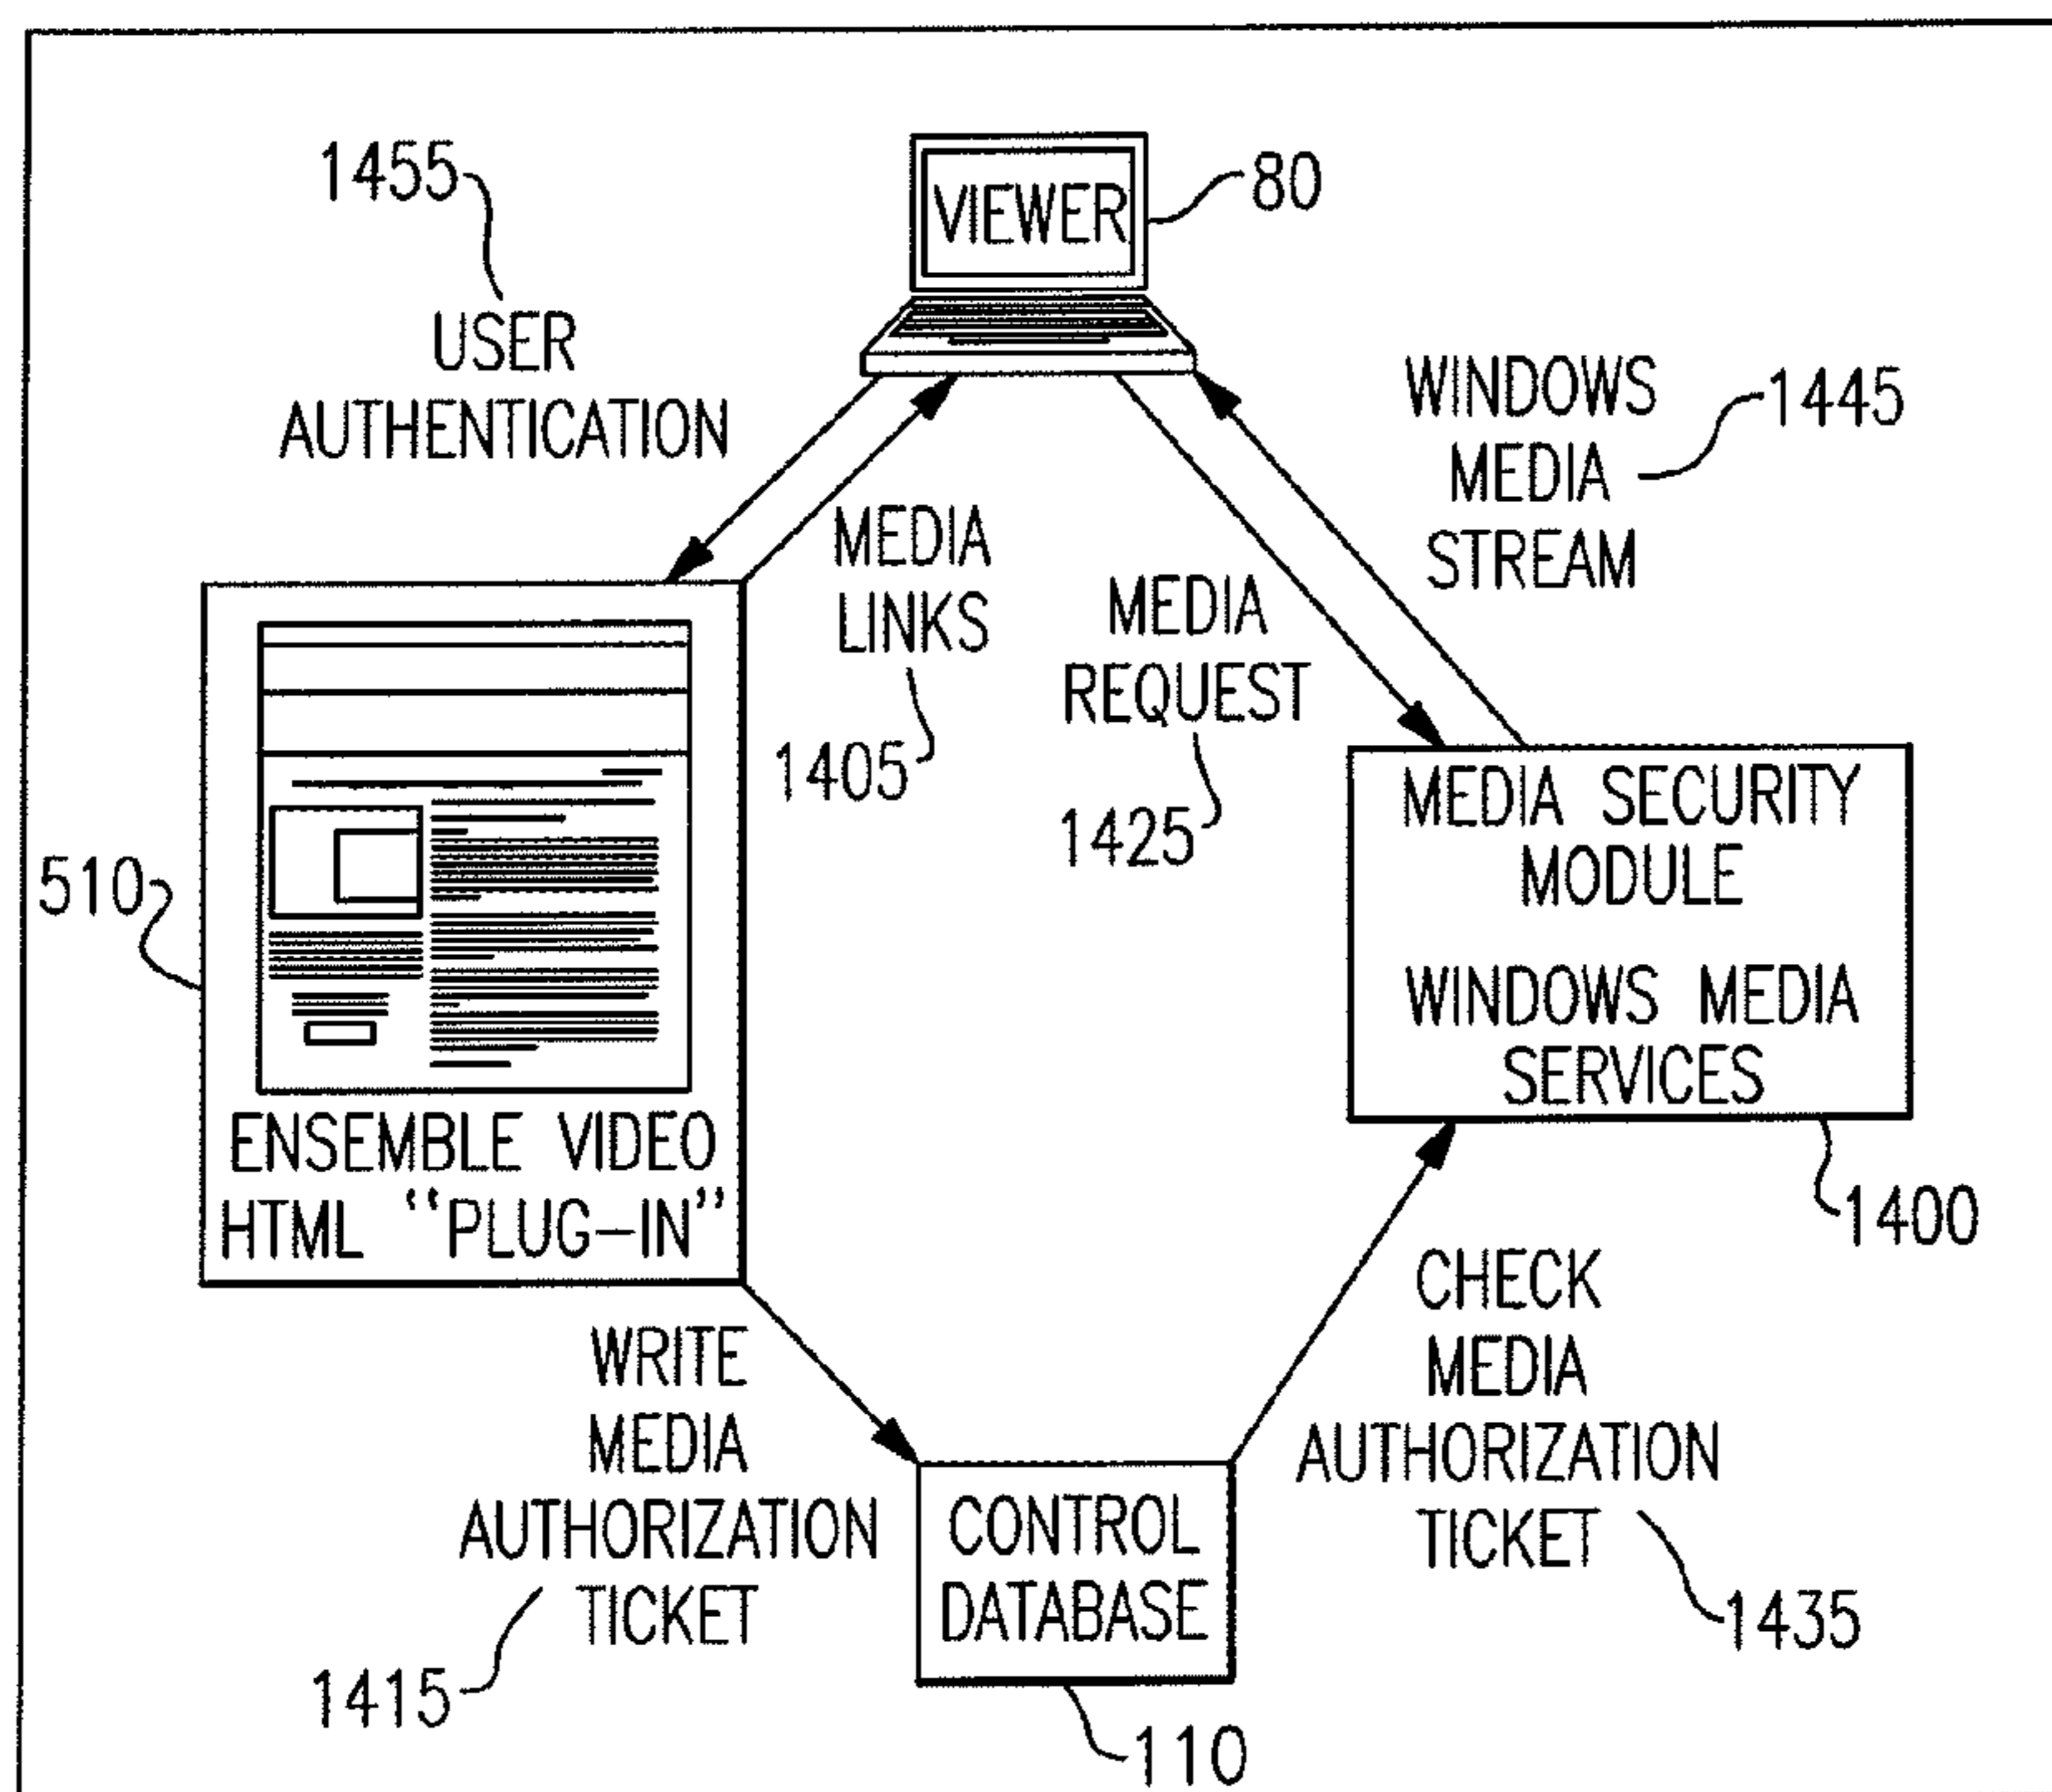 1455
USER
AUTHENTICATION
VIEWER
80
WINDOWS
MEDIA
STREAM
1445
MEDIA
LINKS
1405
MEDIA
REQUEST
1425
510
ENSEMBLE VIDEO
HTML “PLUG-IN”
MEDIA SECURITY
MODULE
WINDOWS MEDIA
SERVICES
1400
WRITE
MEDIA
AUTHORIZATION
TICKET
1415
CONTROL
DATABASE
110
CHECK
MEDIA
AUTHORIZATION
TICKET
1435